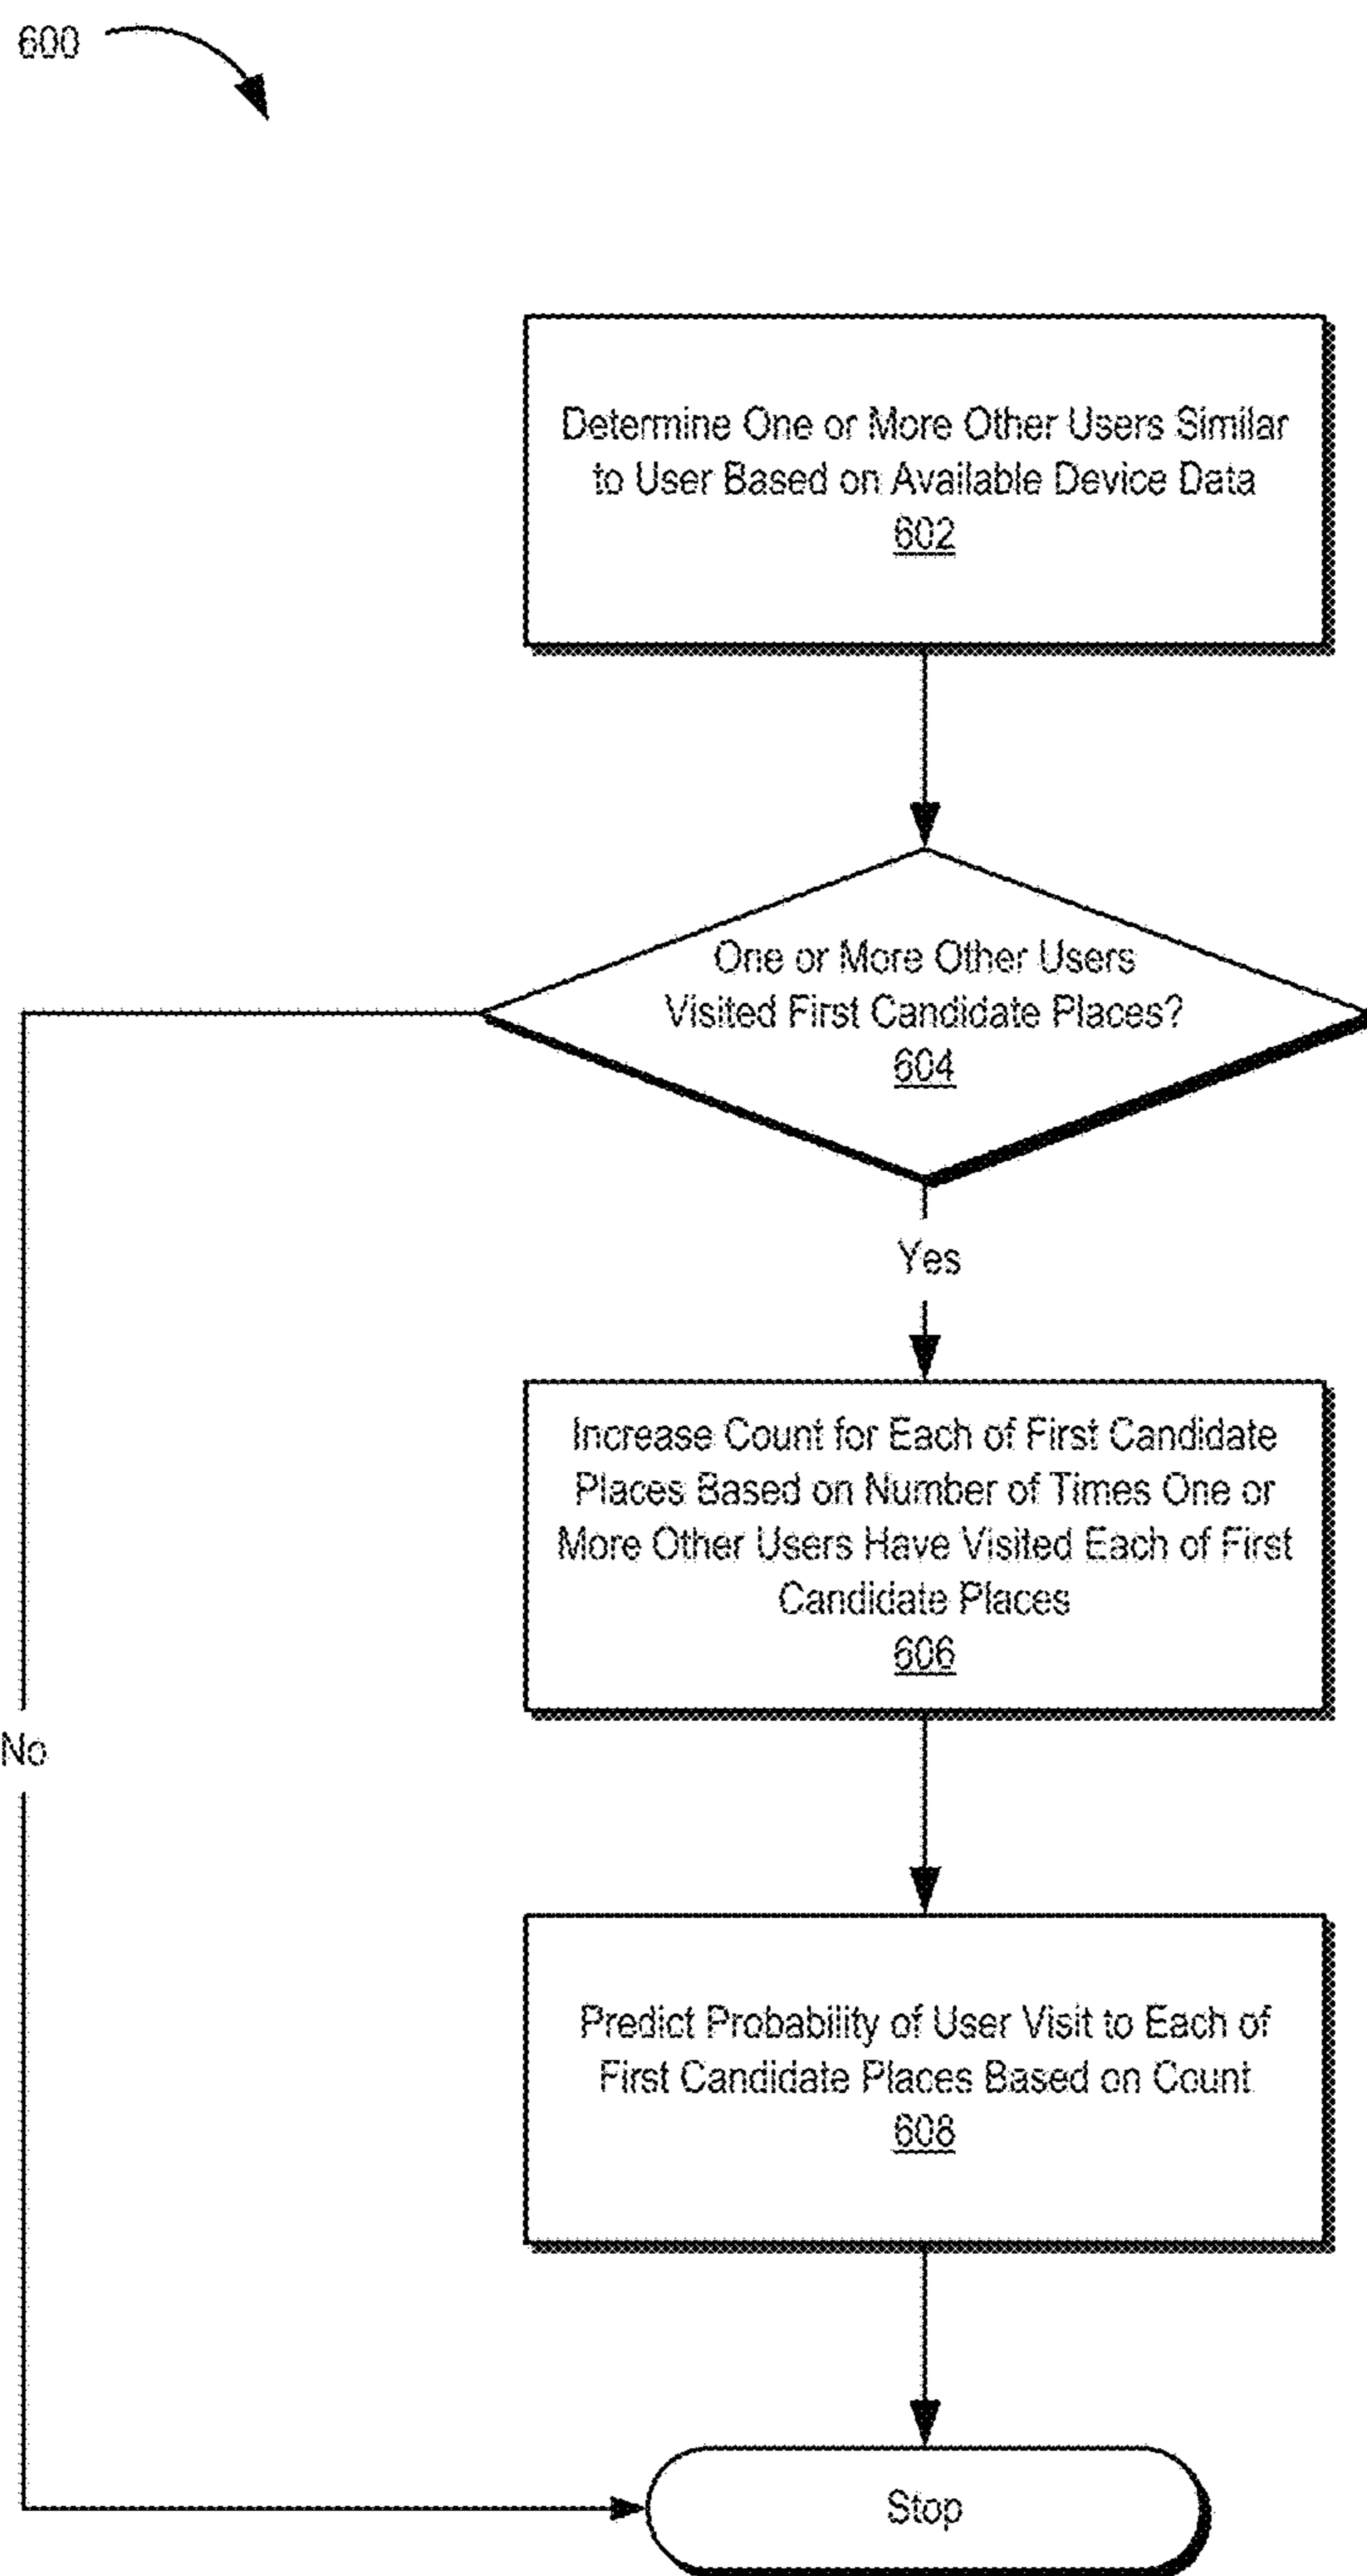 600
Determine One or More Other Users Similar
to User Based on Available Device Data
602
One or More Other Users
Visited First Candidate Places?
604
Yes
Increase Count for Each of First Candidate
Places Based on Number of Times One or
More Other Users Have Visited Each of First
Candidate Places
606
No
Predict Probability of User Visit to Each of
First Candidate Places Based on Count
608
Stop